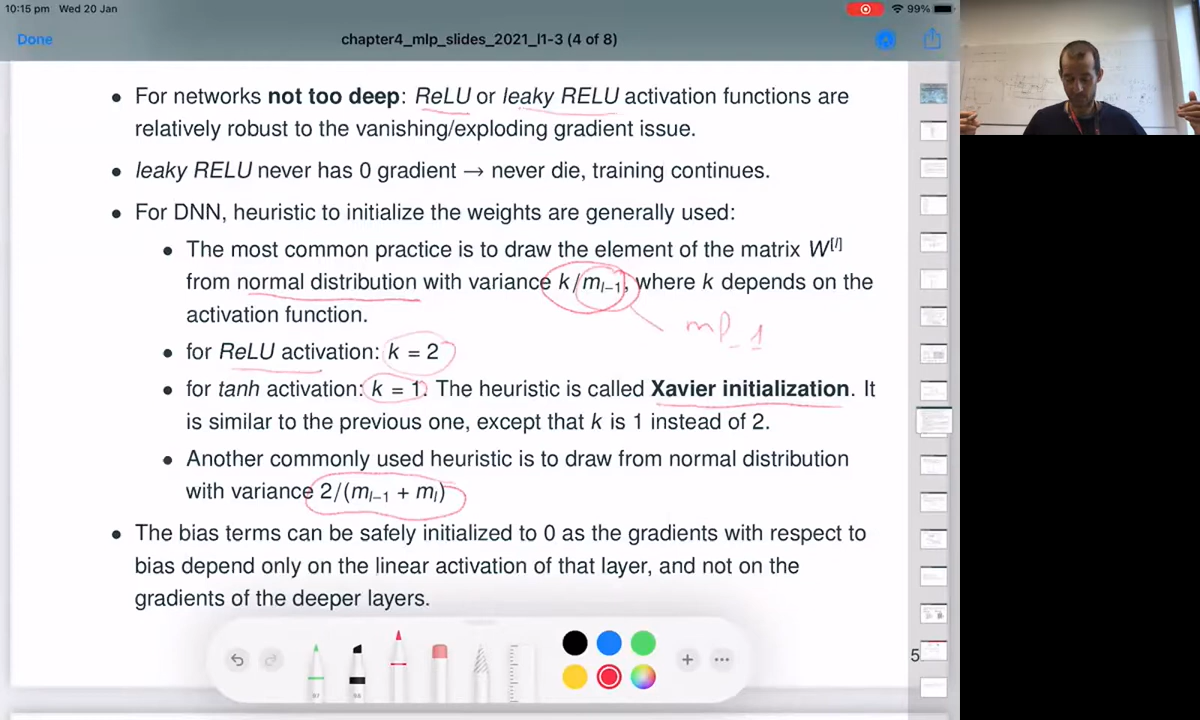 10:15 pm Wed 20 Jan
99%
Done
chapter4_mlp_slides_2021_l1-3 (4 of 8)
• For networks not too deep: ReLU or leaky RELU activation functions are
relatively robust to the vanishing/exploding gradient issue.
• leaky RELU never has 0 gradient → never die, training continues.
• For DNN, heuristic to initialize the weights are generally used:
• The most common practice is to draw the element of the matrix W[l]
from normal distribution with variance k/ml−1, where k depends on the
activation function.
• for ReLU activation: k = 2
• for tanh activation: k = 1. The heuristic is called Xavier initialization. It
is similar to the previous one, except that k is 1 instead of 2.
• Another commonly used heuristic is to draw from normal distribution
with variance 2/(ml−1 + ml)
• The bias terms can be safely initialized to 0 as the gradients with respect to
bias depend only on the linear activation of that layer, and not on the
gradients of the deeper layers.
5